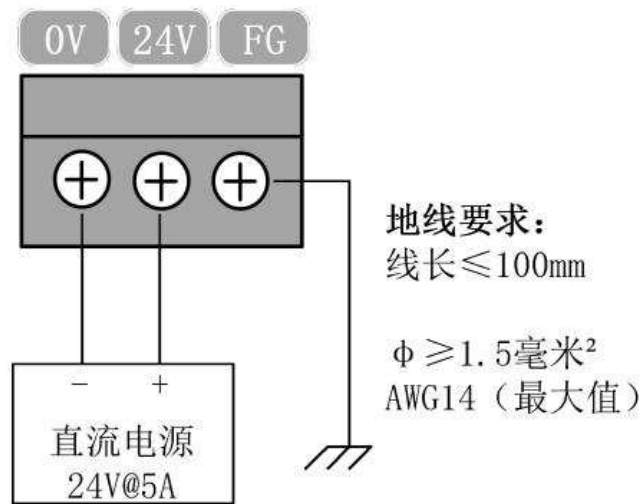 0V 24V FG
地线要求：
线长≤100mm
φ≥1.5毫米²
AWG14（最大值）
- +
直流电源
24V@5A